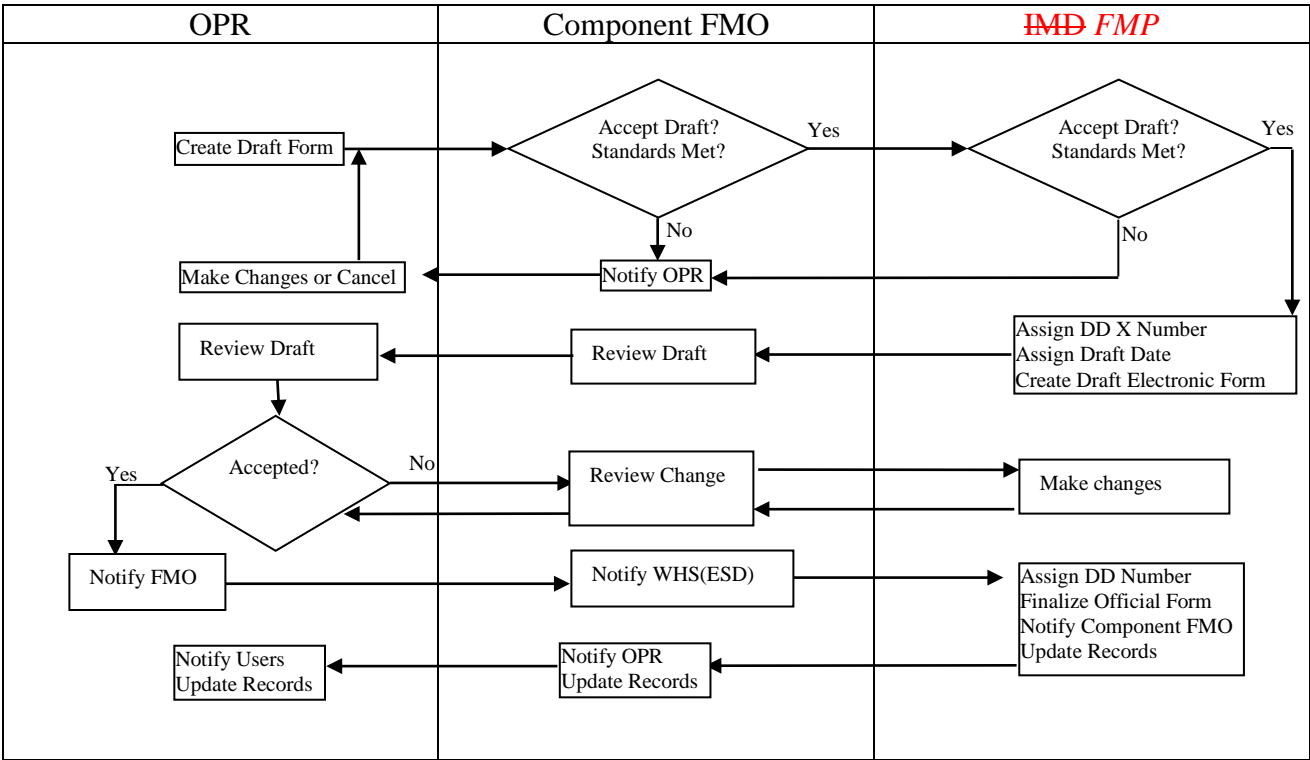 OPR
Component FMO
IMD FMP
Accept Draft?
Standards Met?
Yes
Accept Draft?
Standards Met?
Yes
Create Draft Form
No
No
Make Changes or Cancel
Notify OPR
Review Draft
Review Draft
Assign DD X Number
Assign Draft Date
Create Draft Electronic Form
Yes
Accepted?
No
Review Change
Make changes
Notify FMO
Notify WHS(ESD)
Assign DD Number
Finalize Official Form
Notify Component FMO
Update Records
Notify Users
Update Records
Notify OPR
Update Records